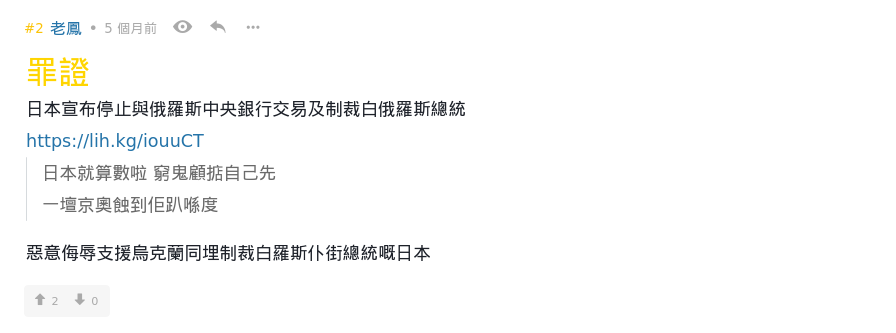 #2 老鳳 • 5 個月前
罪證
日本宣布停止與俄羅斯中央銀行交易及制裁白俄羅斯總統
https://lih.kg/iouuCT
日本就算數啦 窮鬼顧掂自己先
一壇京奧蝕到佢趴喺度
惡意侮辱支援烏克蘭同埋制裁白羅斯仆街總統嘅日本
2 0